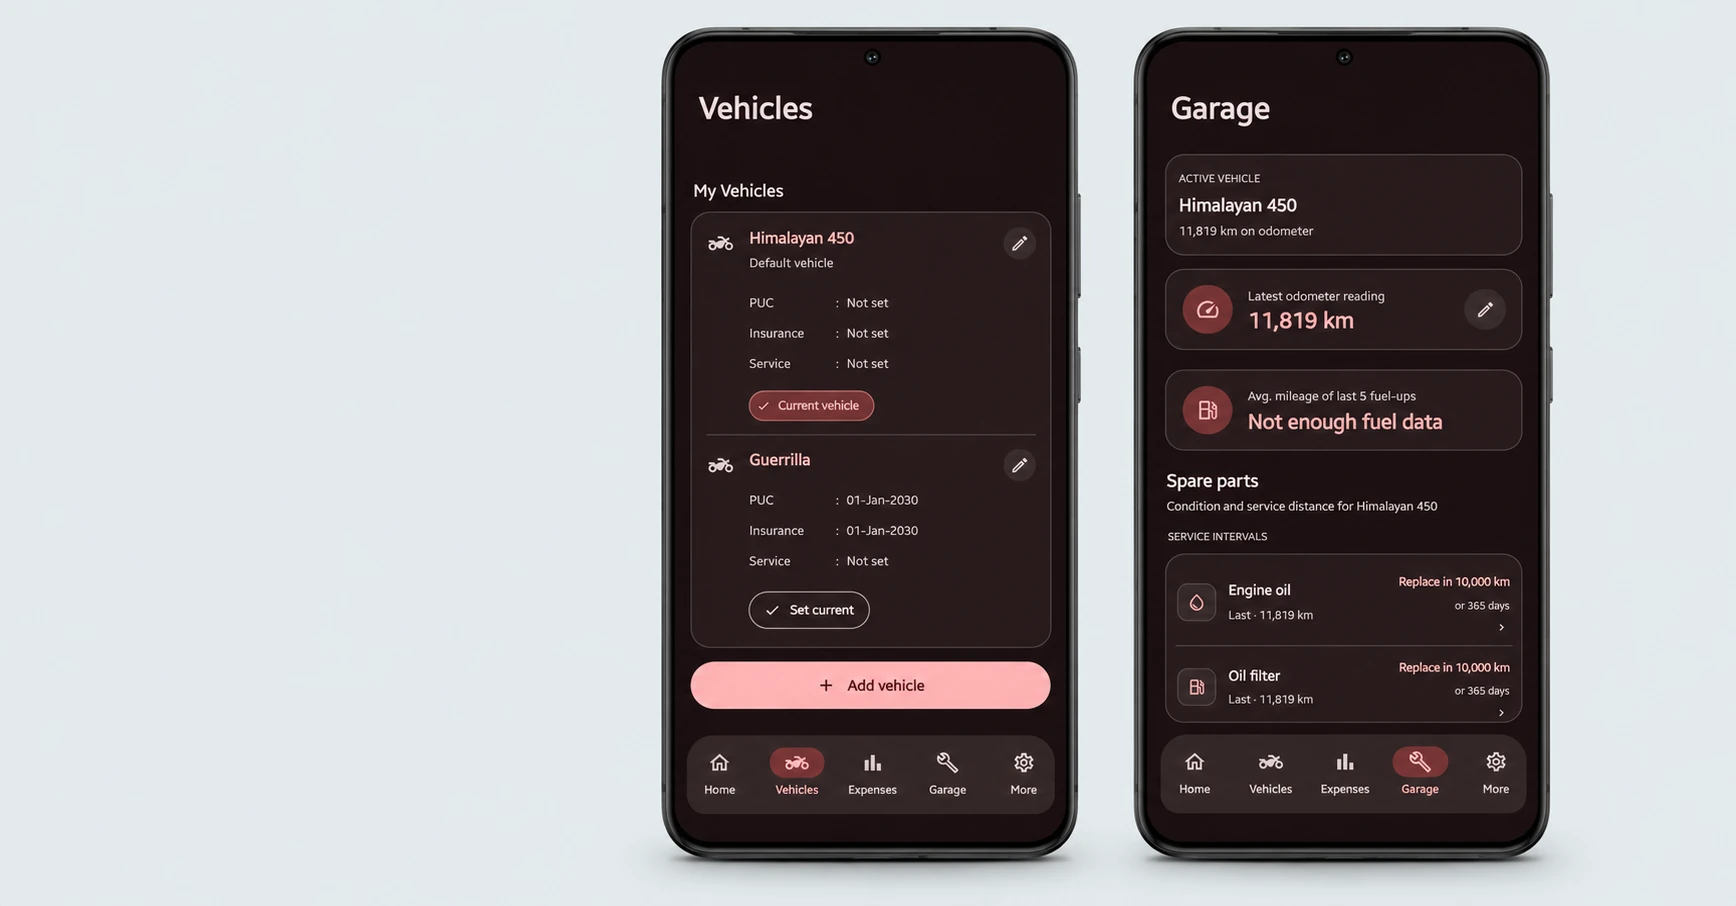 Vehicles
My Vehicles
Himalayan 450
Default vehicle
PUC : Not set
Insurance : Not set
Service : Not set
Current vehicle
Guerrilla
PUC : 01-Jan-2030
Insurance : 01-Jan-2030
Service : Not set
Set current
+ Add vehicle
Home Vehicles Expenses Garage More
Garage
ACTIVE VEHICLE
Himalayan 450
11,819 km on odometer
Latest odometer reading
11,819 km
Avg. mileage of last 5 fuel-ups
Not enough fuel data
Spare parts
Condition and service distance for Himalayan 450
SERVICE INTERVALS
Engine oil
Last · 11,819 km
Replace in 10,000 km
or 365 days
Oil filter
Last · 11,819 km
Replace in 10,000 km
or 365 days
Home Vehicles Expenses Garage More